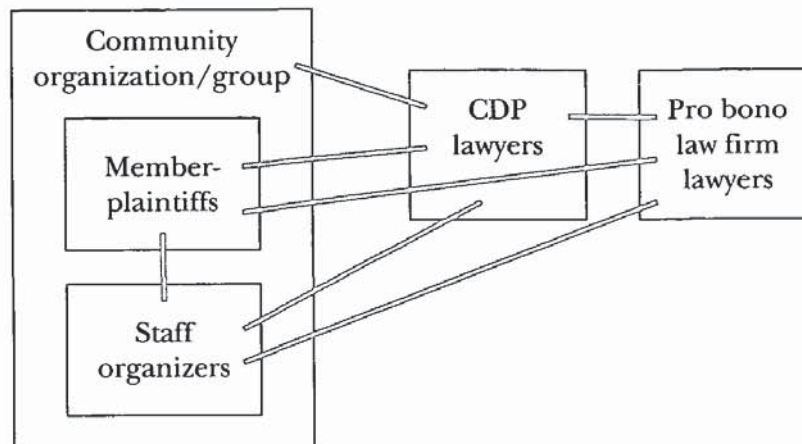 Community
organization/group
Member-
plaintiffs
Staff
organizers
CDP
lawyers
Pro bono
law firm
lawyers